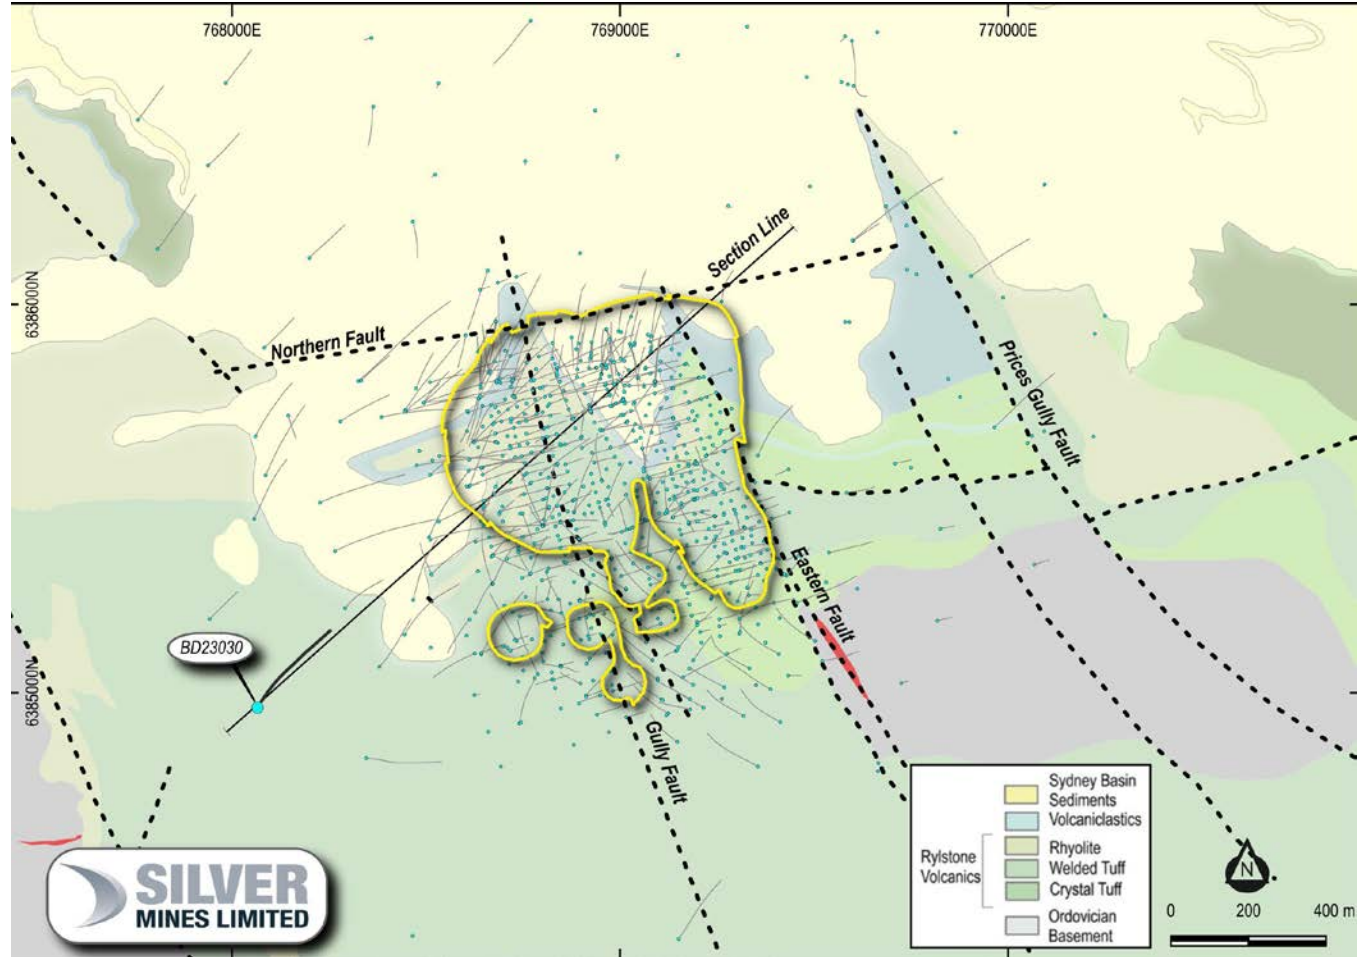 768000E
769000E
770000E
6386000N
6385000N
Section Line
Northern Fault
Prices Gully Fault
Eastern Fault
Gully Fault
BD23030
Sydney Basin
Sediments
Volcaniclastics
Rylstone
Volcanics
Rhyolite
Welded Tuff
Crystal Tuff
Ordovician
Basement
N
0 200 400 m
SILVER
MINES LIMITED